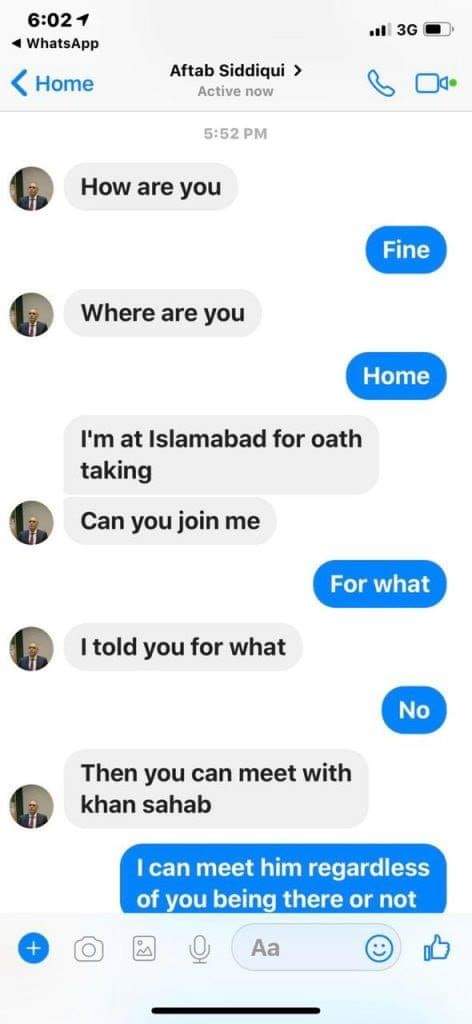 6:02
3G
WhatsApp
Home
Aftab Siddiqui
Active now
5:52 PM
How are you
Fine
Where are you
Home
I'm at Islamabad for oath
taking
Can you join me
For what
I told you for what
No
Then you can meet with
khan sahab
I can meet him regardless
of you being there or not
Aa